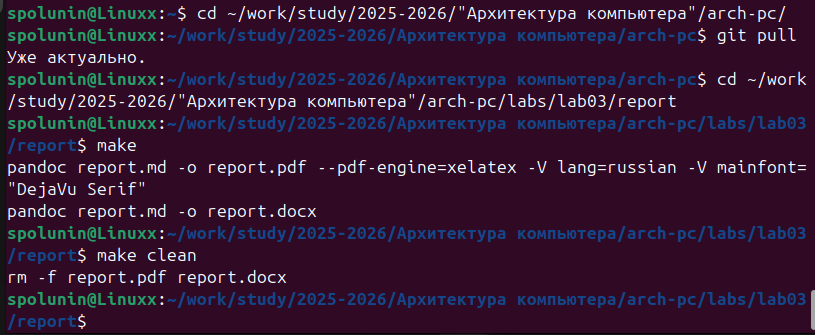 spolunin@Linuxx:~$ cd ~/work/study/2025-2026/"Архитектура компьютера"/arch-pc/
spolunin@Linuxx:~/work/study/2025-2026/Архитектура компьютера/arch-pc$ git pull
Уже актуально.
spolunin@Linuxx:~/work/study/2025-2026/Архитектура компьютера/arch-pc$ cd ~/work
/study/2025-2026/"Архитектура компьютера"/arch-pc/labs/lab03/report
spolunin@Linuxx:~/work/study/2025-2026/Архитектура компьютера/arch-pc/labs/lab03
/report$ make
pandoc report.md -o report.pdf --pdf-engine=xelatex -V lang=russian -V mainfont=
"DejaVu Serif"
pandoc report.md -o report.docx
spolunin@Linuxx:~/work/study/2025-2026/Архитектура компьютера/arch-pc/labs/lab03
/report$ make clean
rm -f report.pdf report.docx
spolunin@Linuxx:~/work/study/2025-2026/Архитектура компьютера/arch-pc/labs/lab03
/report$